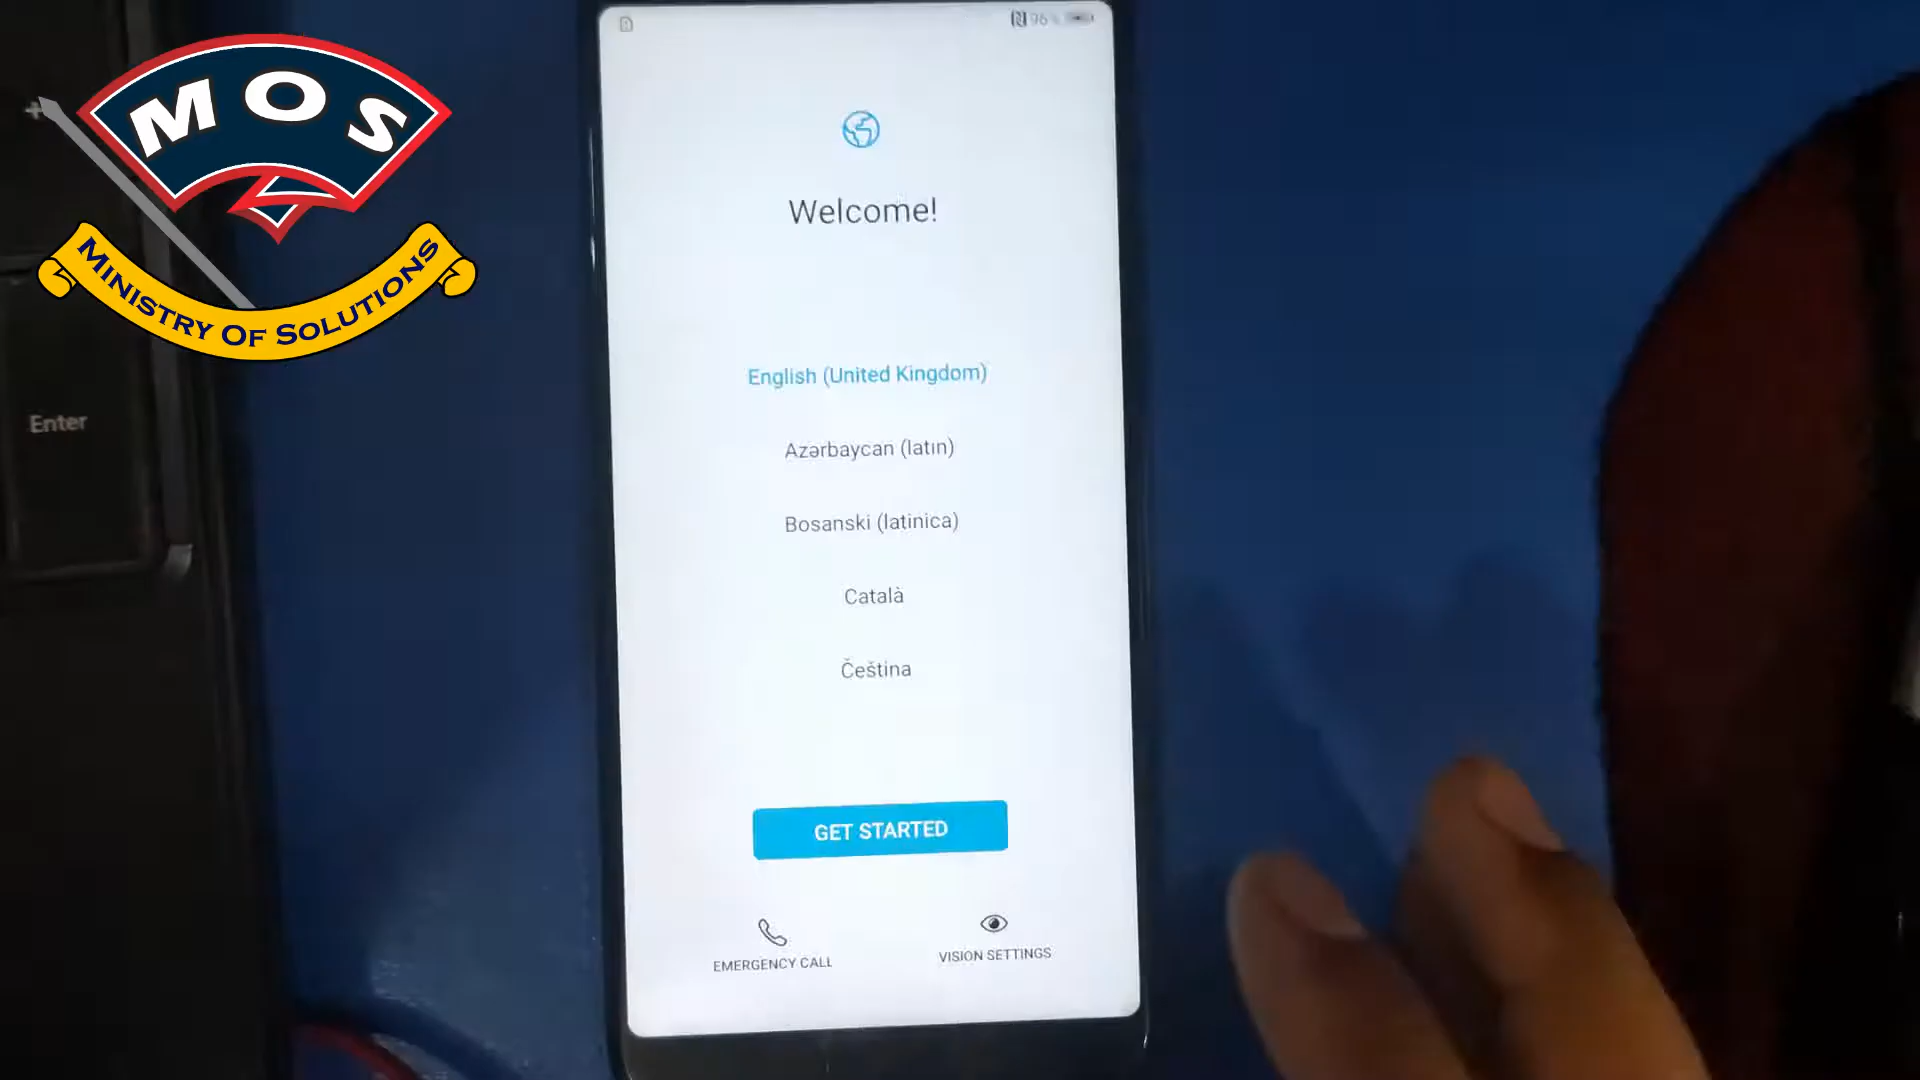 MOS
MINISTRY OF SOLUTIONS
Enter
96%
Welcome!
English (United Kingdom)
Azərbaycan (latın)
Bosanski (latinica)
Català
Čeština
GET STARTED
EMERGENCY CALL
VISION SETTINGS